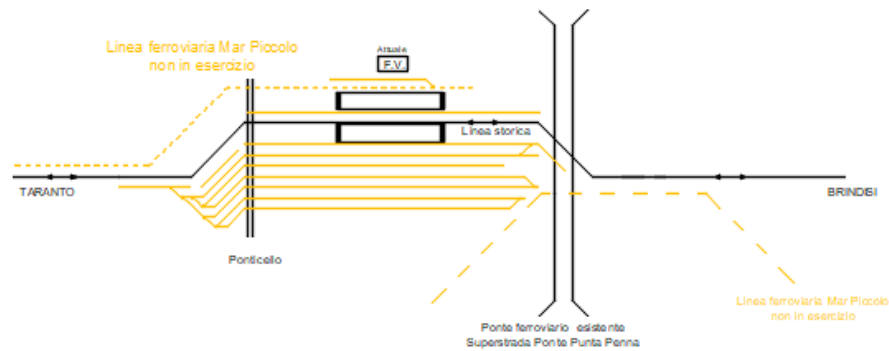 Linea ferroviaria Mar Piccolo
non in esercizio
Attuale
F.V.
Linea storica
TARANTO
BRINDISI
Ponticello
Linea ferroviaria Mar Piccolo
non in esercizio
Ponte ferroviario esistente
Superstrada Ponte Punta Penna